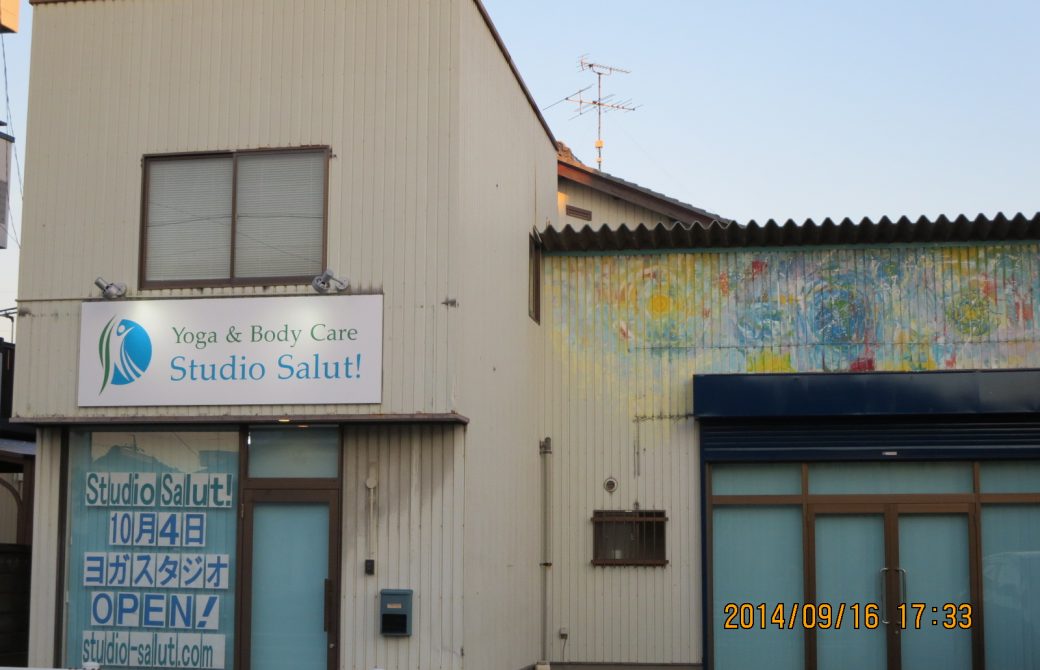 Yoga & Body Care
Studio Salut!
Studio Salut!
10月4日
ヨガスタジオ
OPEN!
studio-salut.com
2014/09/16 17:33